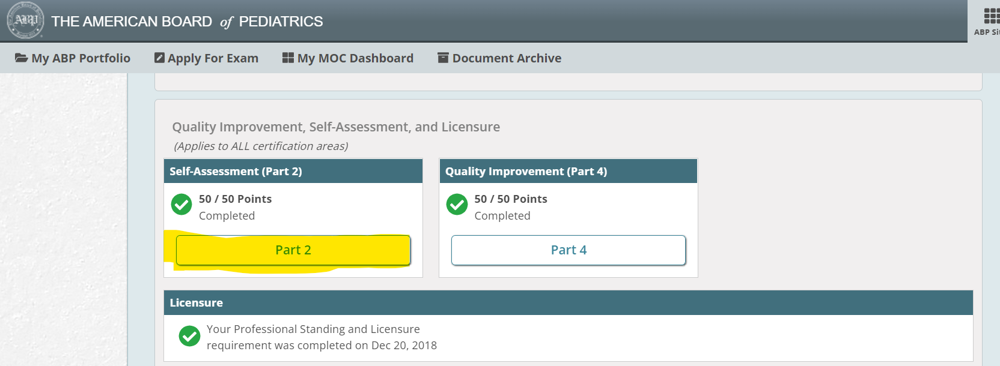 ABP
THE AMERICAN BOARD of PEDIATRICS
ABP
My ABP Portfolio
Apply For Exam
My MOC Dashboard
Document Archive
Quality Improvement, Self-Assessment, and Licensure
(Applies to ALL certification areas)
Self-Assessment (Part 2)
50 / 50 Points
Completed
Part 2
Quality Improvement (Part 4)
50 / 50 Points
Completed
Part 4
Licensure
Your Professional Standing and Licensure
requirement was completed on Dec 20, 2018